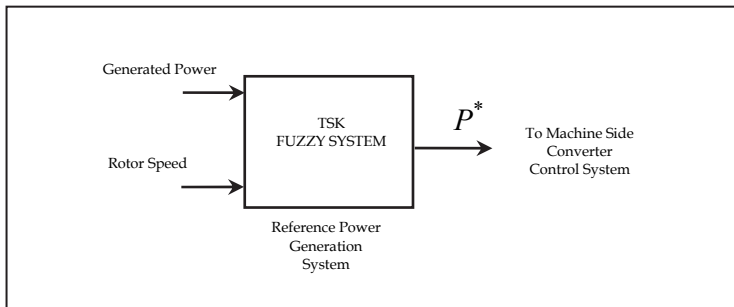 Generated Power
Rotor Speed
TSK
FUZZY SYSTEM
Reference Power
Generation
System
P*
To Machine Side
Converter
Control System